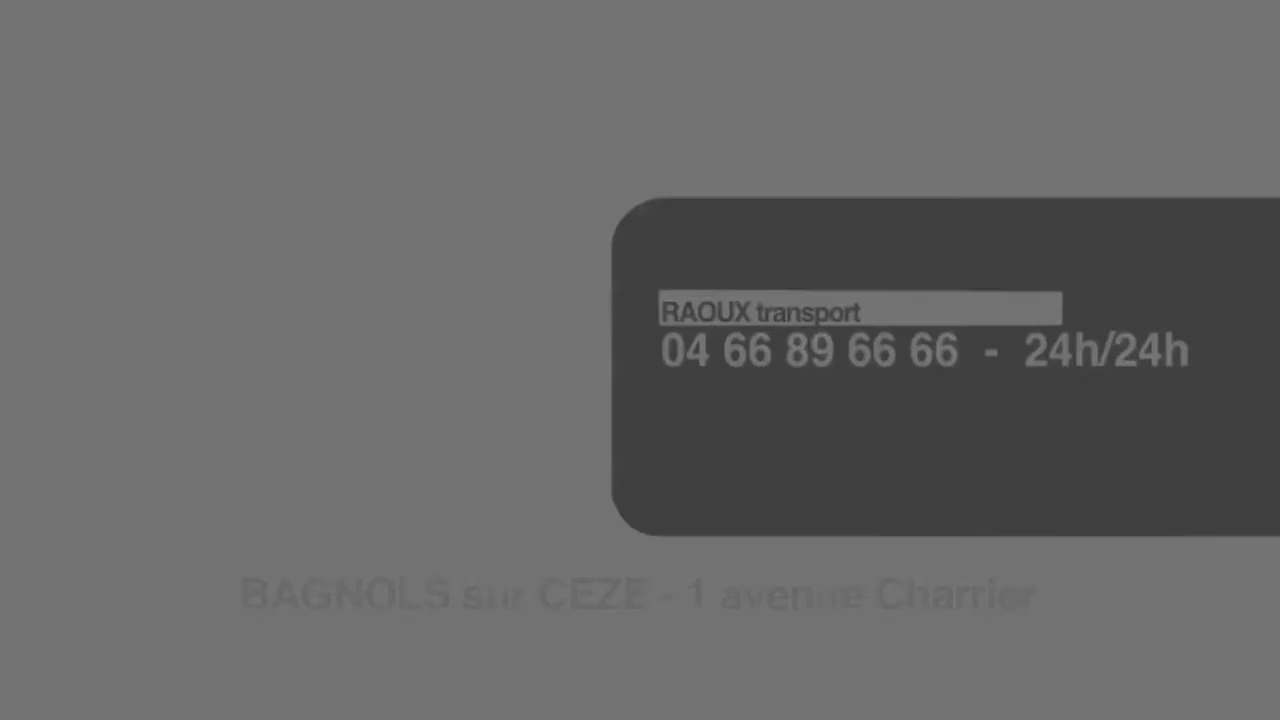 RAOUX transport
04 66 89 66 66 - 24h/24h
BAGNOLS sur CEZE - 1 avenue Charrier